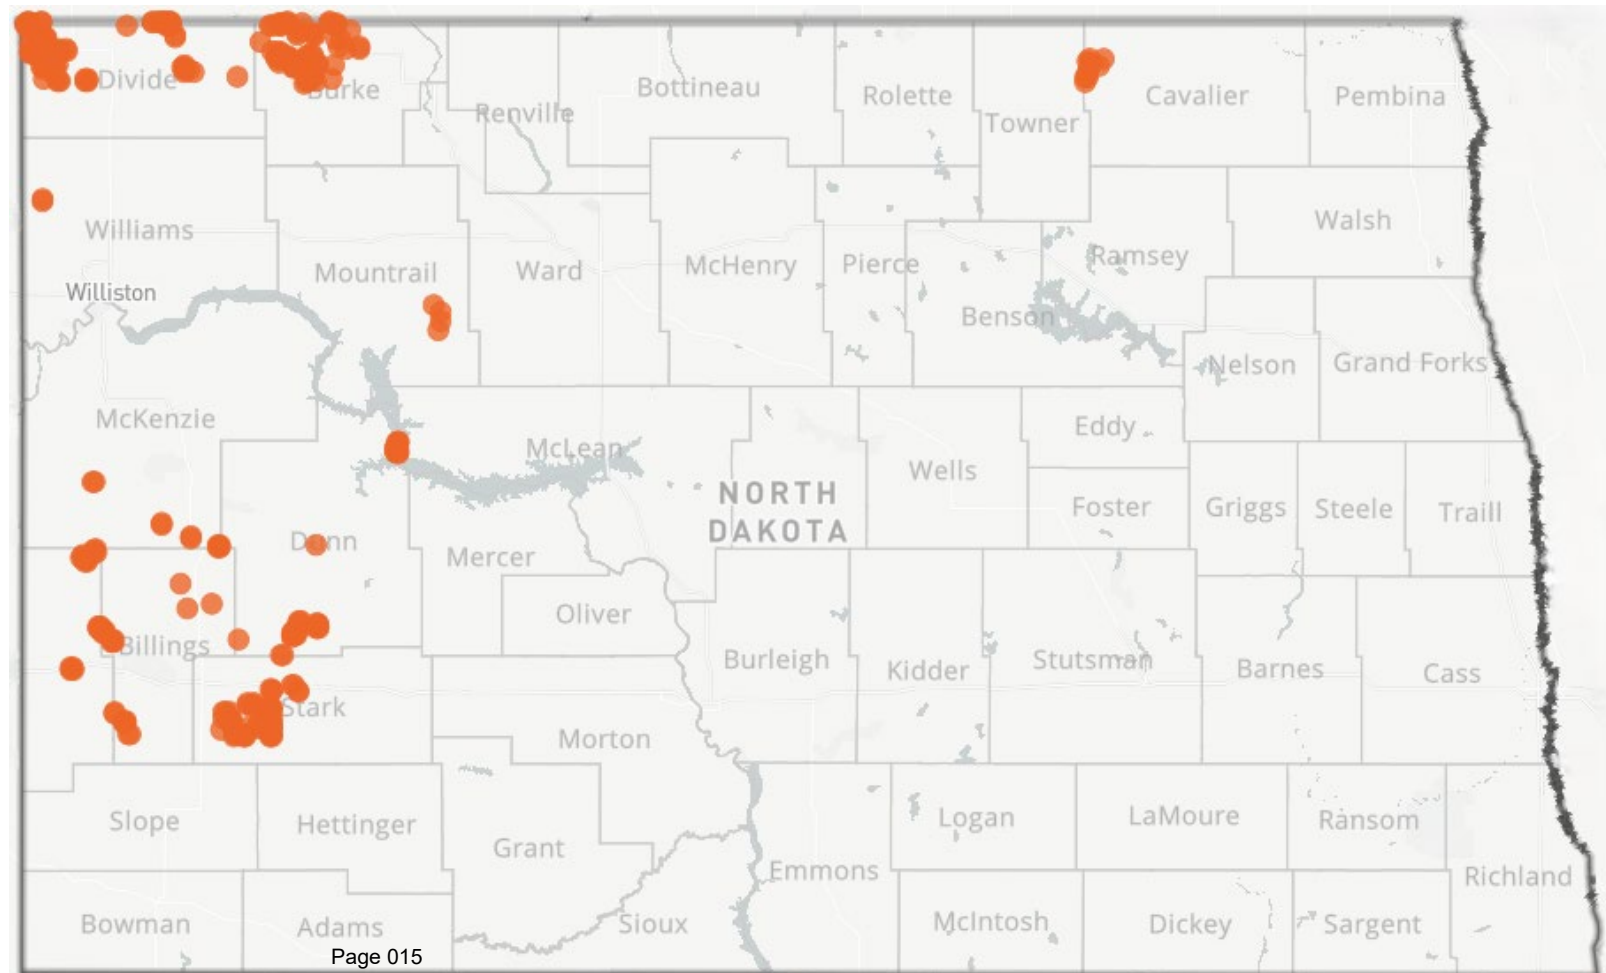 Divide
Burke
Renville
Bottineau
Rolette
Towner
Cavalier
Pembina
Williams
Mountrail
Ward
McHenry
Pierce
Ramsey
Walsh
Williston
Benson
Nelson
Grand Forks
McKenzie
McLean
Eddy
Wells
NORTH
DAKOTA
Foster
Griggs
Steele
Traill
Dunn
Mercer
Oliver
Billings
Burleigh
Kidder
Stutsman
Barnes
Cass
Stark
Morton
Slope
Hettinger
Grant
Logan
LaMoure
Ransom
Emmons
Richland
Bowman
Adams
Sioux
McIntosh
Dickey
Sargent
Page 015